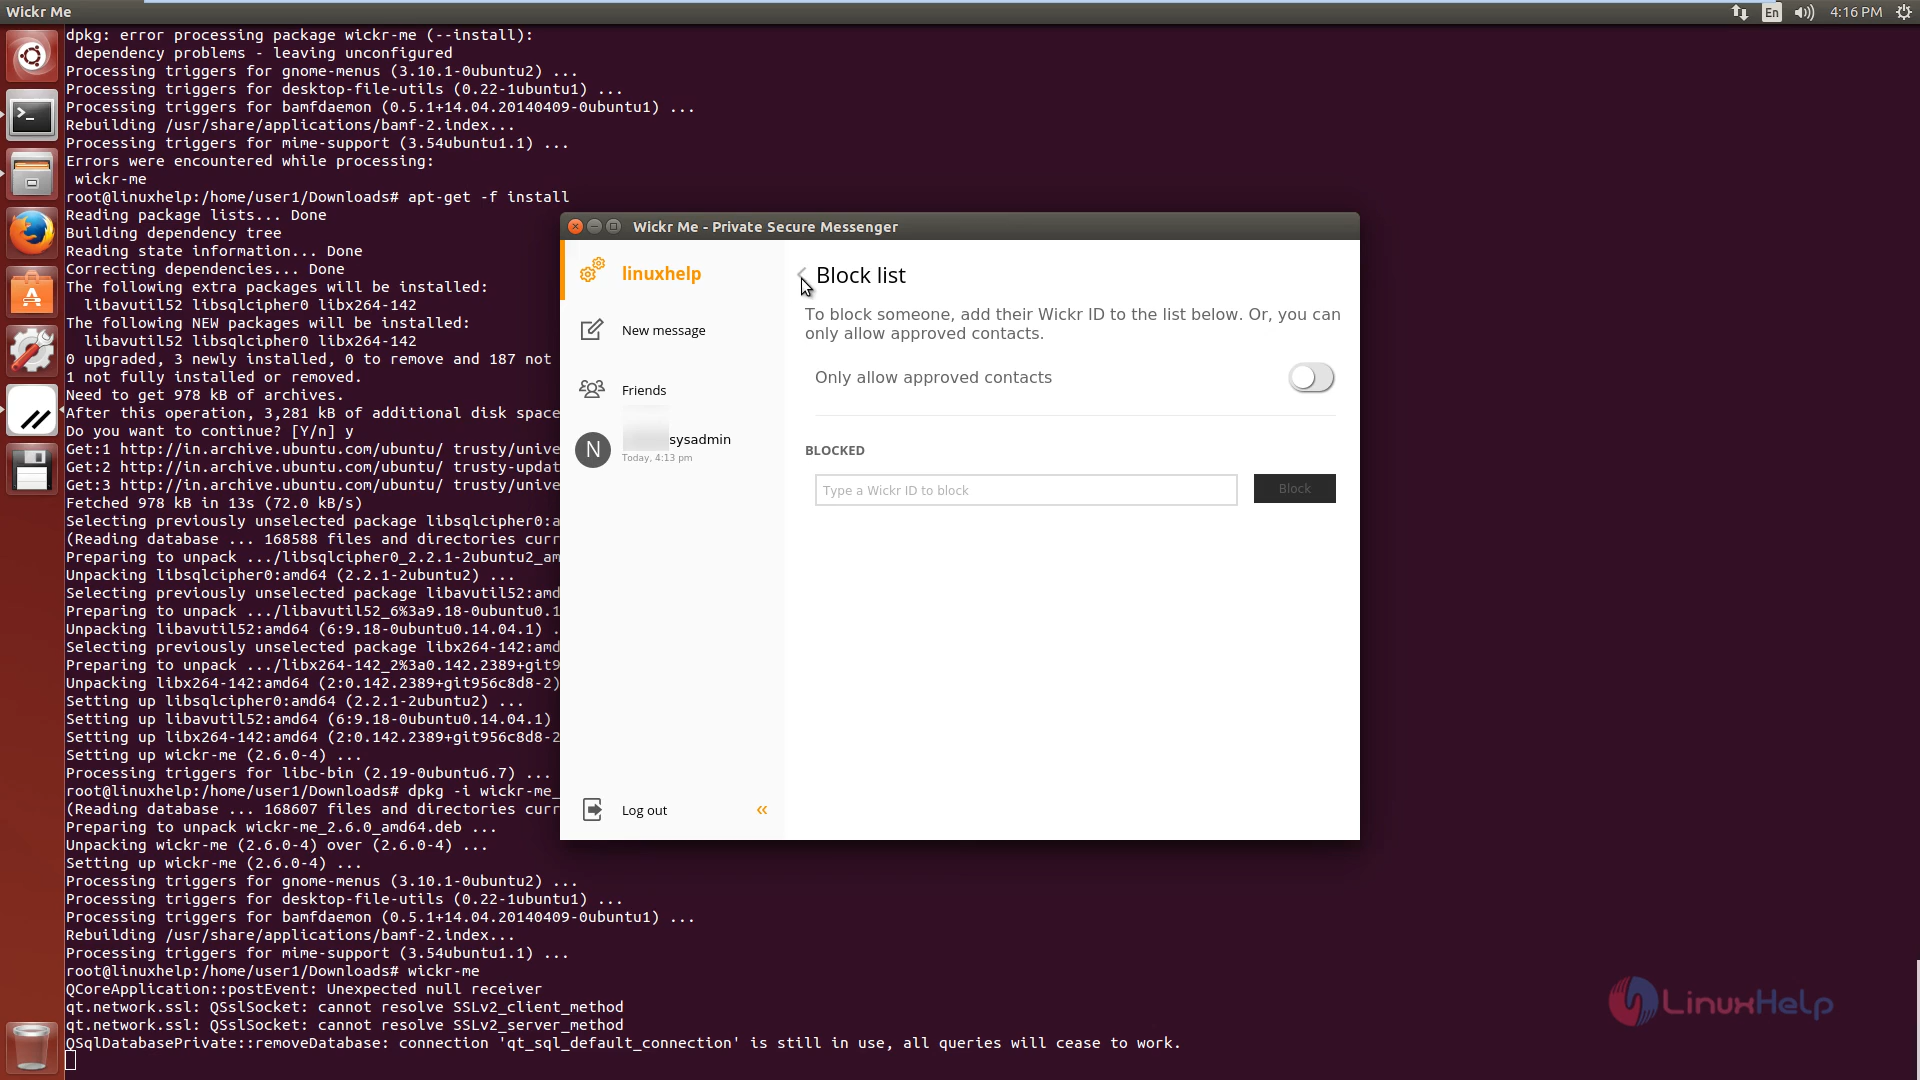 Wickr Me
En
4:16 PM
dpkg: error processing package wickr-me (--install):
 dependency problems - leaving unconfigured
Processing triggers for gnome-menus (3.10.1-0ubuntu2) ...
Processing triggers for desktop-file-utils (0.22-1ubuntu1) ...
Processing triggers for bamfdaemon (0.5.1+14.04.20140409-0ubuntu1) ...
Rebuilding /usr/share/applications/bamf-2.index...
Processing triggers for mime-support (3.54ubuntu1.1) ...
Errors were encountered while processing:
 wickr-me
root@linuxhelp:/home/user1/Downloads# apt-get -f install
Reading package lists... Done
Building dependency tree
Reading state information... Done
Correcting dependencies... Done
The following extra packages will be installed:
  libavutil52 libsqlcipher0 libx264-142
The following NEW packages will be installed:
  libavutil52 libsqlcipher0 libx264-142
0 upgraded, 3 newly installed, 0 to remove and 187 not
1 not fully installed or removed.
Need to get 978 kB of archives.
After this operation, 3,281 kB of additional disk space
Do you want to continue? [Y/n] y
Get:1 http://in.archive.ubuntu.com/ubuntu/ trusty/unive
Get:2 http://in.archive.ubuntu.com/ubuntu/ trusty-updat
Get:3 http://in.archive.ubuntu.com/ubuntu/ trusty/unive
Fetched 978 kB in 13s (72.0 kB/s)
Selecting previously unselected package libsqlcipher0:a
(Reading database ... 168588 files and directories curr
Preparing to unpack .../libsqlcipher0_2.2.1-2ubuntu2_am
Unpacking libsqlcipher0:amd64 (2.2.1-2ubuntu2) ...
Selecting previously unselected package libavutil52:amd
Preparing to unpack .../libavutil52_6%3a9.18-0ubuntu0.1
Unpacking libavutil52:amd64 (6:9.18-0ubuntu0.14.04.1) .
Selecting previously unselected package libx264-142:amd
Preparing to unpack .../libx264-142_2%3a0.142.2389+git9
Unpacking libx264-142:amd64 (2:0.142.2389+git956c8d8-2)
Setting up libsqlcipher0:amd64 (2.2.1-2ubuntu2) ...
Setting up libavutil52:amd64 (6:9.18-0ubuntu0.14.04.1)
Setting up libx264-142:amd64 (2:0.142.2389+git956c8d8-2
Setting up wickr-me (2.6.0-4) ...
Processing triggers for libc-bin (2.19-0ubuntu6.7) ...
root@linuxhelp:/home/user1/Downloads# dpkg -i wickr-me_
(Reading database ... 168607 files and directories curr
Preparing to unpack wickr-me_2.6.0_amd64.deb ...
Unpacking wickr-me (2.6.0-4) over (2.6.0-4) ...
Setting up wickr-me (2.6.0-4) ...
Processing triggers for gnome-menus (3.10.1-0ubuntu2) ...
Processing triggers for desktop-file-utils (0.22-1ubuntu1) ...
Processing triggers for bamfdaemon (0.5.1+14.04.20140409-0ubuntu1) ...
Rebuilding /usr/share/applications/bamf-2.index...
Processing triggers for mime-support (3.54ubuntu1.1) ...
root@linuxhelp:/home/user1/Downloads# wickr-me
QCoreApplication::postEvent: Unexpected null receiver
qt.network.ssl: QSslSocket: cannot resolve SSLv2_client_method
qt.network.ssl: QSslSocket: cannot resolve SSLv2_server_method
QSqlDatabasePrivate::removeDatabase: connection 'qt_sql_default_connection' is still in use, all queries will cease to work.
Wickr Me - Private Secure Messenger
linuxhelp
New message
Friends
N
sysadmin
Today, 4:13 pm
Log out
«
Block list
To block someone, add their Wickr ID to the list below. Or, you can
only allow approved contacts.
Only allow approved contacts
BLOCKED
Type a Wickr ID to block
Block
LinuxHelp